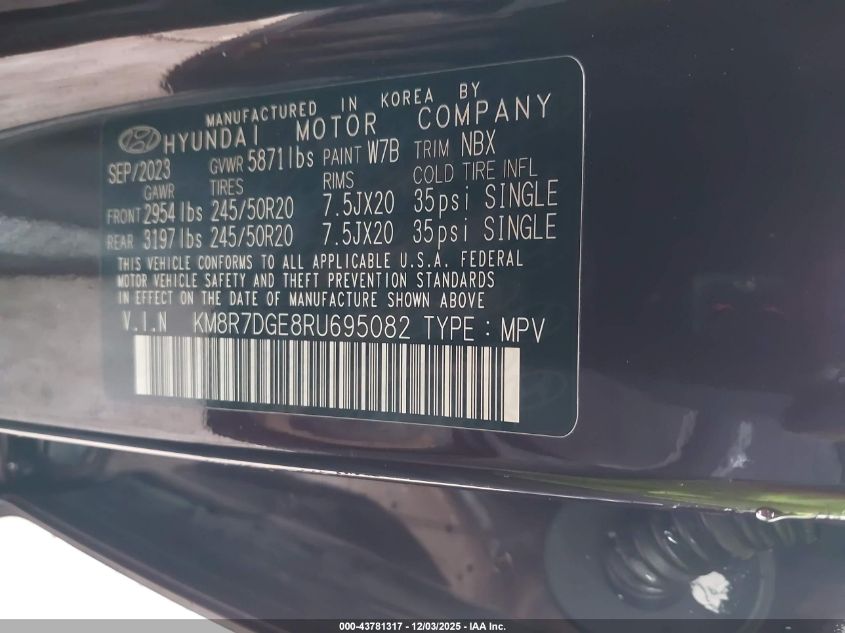 MANUFACTURED IN KOREA BY
HYUNDAI MOTOR COMPANY
SEP/2023 GVWR 5871lbs PAINT W7B TRIM NBX
GAWR TIRES RIMS COLD TIRE INFL
FRONT 2954lbs 245/50R20 7.5JX20 35psi SINGLE
REAR 3197lbs 245/50R20 7.5JX20 35psi SINGLE
THIS VEHICLE CONFORMS TO ALL APPLICABLE U.S.A. FEDERAL
MOTOR VEHICLE SAFETY AND THEFT PREVENTION STANDARDS
IN EFFECT ON THE DATE OF MANUFACTURE SHOWN ABOVE
V.I.N KM8R7DGE8RU695082 TYPE : MPV
000-43781317 - 12/03/2025 - IAA Inc.